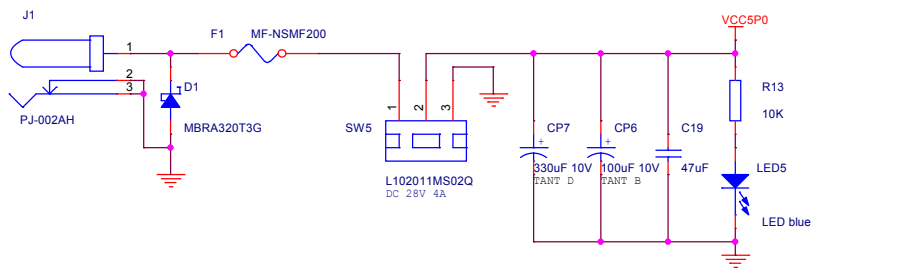 J1
VCC5P0
F1 MF-NSMF200
1
2
3
D1
R13
10K
PJ-002AH
MBRA320T3G
1 2 3
SW5
CP7 CP6 C19
330uF 10V 100uF 10V 47uF
TANT D TANT B
LED5
L102011MS02Q
DC 28V 4A
LED blue